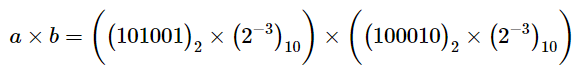 a × b = ((101001)₂ × (2⁻³)₁₀) × ((100010)₂ × (2⁻³)₁₀)